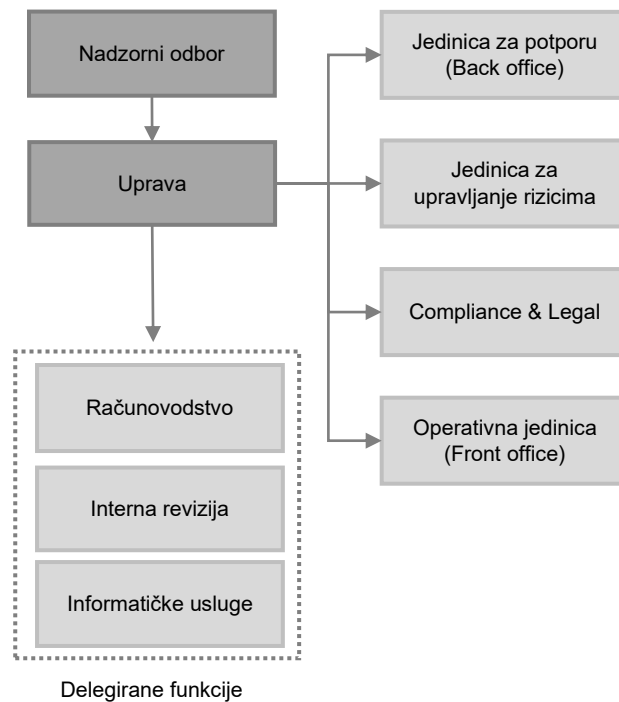 Nadzorni odbor
Uprava
Računovodstvo
Interna revizija
Informatičke usluge
Delegirane funkcije
Jedinica za potporu
(Back office)
Jedinica za
upravljanje rizicima
Compliance & Legal
Operativna jedinica
(Front office)